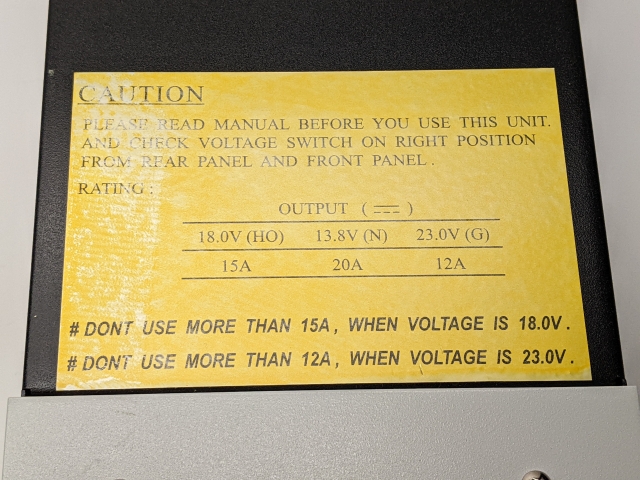 CAUTION
PLEASE READ MANUAL BEFORE YOU USE THIS UNIT.
AND CHECK VOLTAGE SWITCH ON RIGHT POSITION
FROM REAR PANEL AND FRONT PANEL.
RATING :
OUTPUT ( ⎓ )
18.0V (HO) 13.8V (N) 23.0V (G)
15A 20A 12A
# DONT USE MORE THAN 15A, WHEN VOLTAGE IS 18.0V.
# DONT USE MORE THAN 12A, WHEN VOLTAGE IS 23.0V.